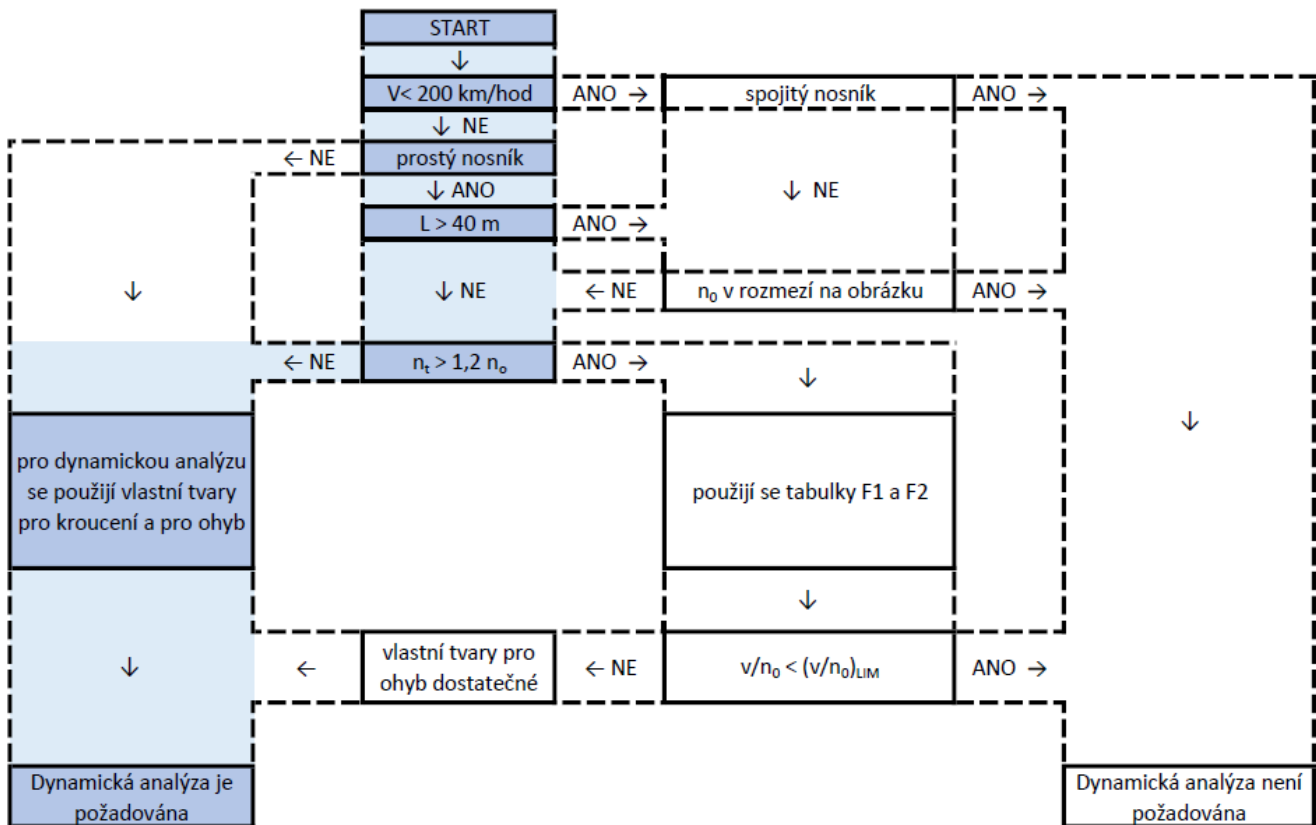 START
↓
V< 200 km/hod ANO → spojitý nosník ANO →
↓ NE
← NE prostý nosník
↓ ANO ↓ NE
L > 40 m ANO →
↓ ↓ NE ← NE n₀ v rozmezí na obrázku ANO →
← NE nₜ > 1,2 nₒ ANO → ↓
↓
pro dynamickou analýzu
se použijí vlastní tvary
pro kroucení a pro ohyb
použijí se tabulky F1 a F2
↓
vlastní tvary pro
ohyb dostatečné
↓ ← ← NE v/n₀ < (v/n₀)LIM ANO →
Dynamická analýza je
požadována
Dynamická analýza není
požadována